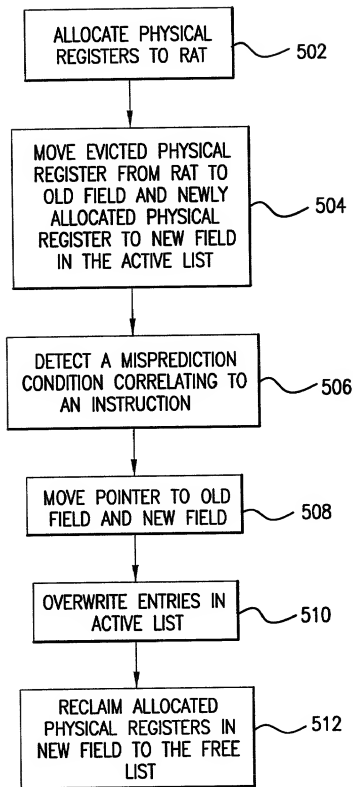 ALLOCATE PHYSICAL
REGISTERS TO RAT
502
MOVE EVICTED PHYSICAL
REGISTER FROM RAT TO
OLD FIELD AND NEWLY
ALLOCATED PHYSICAL
REGISTER TO NEW FIELD
IN THE ACTIVE LIST
504
DETECT A MISPREDICTION
CONDITION CORRELATING TO
AN INSTRUCTION
506
MOVE POINTER TO OLD
FIELD AND NEW FIELD
508
OVERWRITE ENTRIES IN
ACTIVE LIST
510
RECLAIM ALLOCATED
PHYSICAL REGISTERS IN
NEW FIELD TO THE FREE
LIST
512